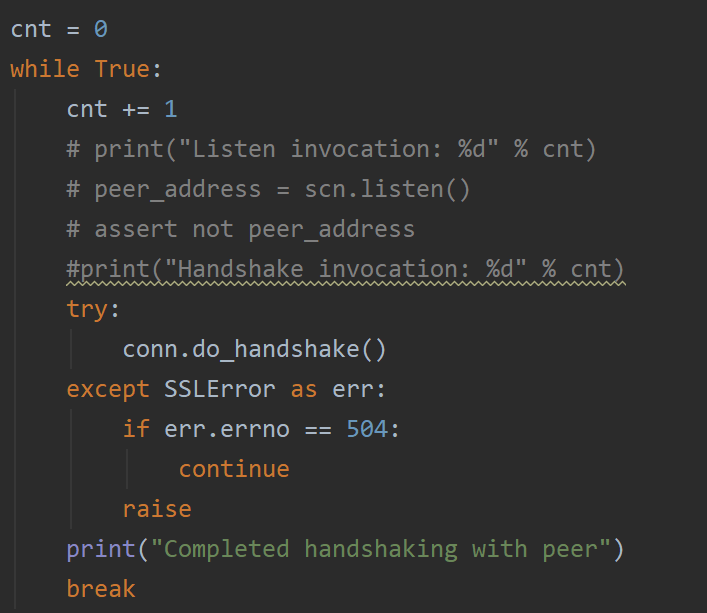 cnt = 0
while True:
    cnt += 1
    # print("Listen invocation: %d" % cnt)
    # peer_address = scn.listen()
    # assert not peer_address
    #print("Handshake invocation: %d" % cnt)
    try:
        conn.do_handshake()
    except SSLError as err:
        if err.errno == 504:
            continue
        raise
    print("Completed handshaking with peer")
    break